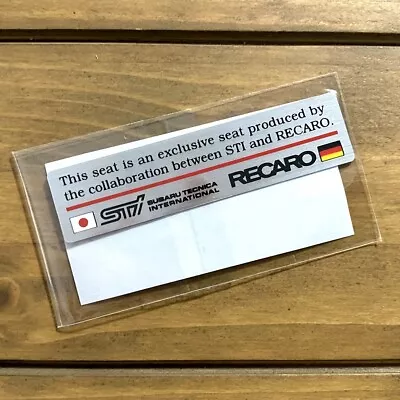 This seat is an exclusive seat produced by
the collaboration between STI and RECARO.
STI SUBARU TECNICA
INTERNATIONAL
RECARO